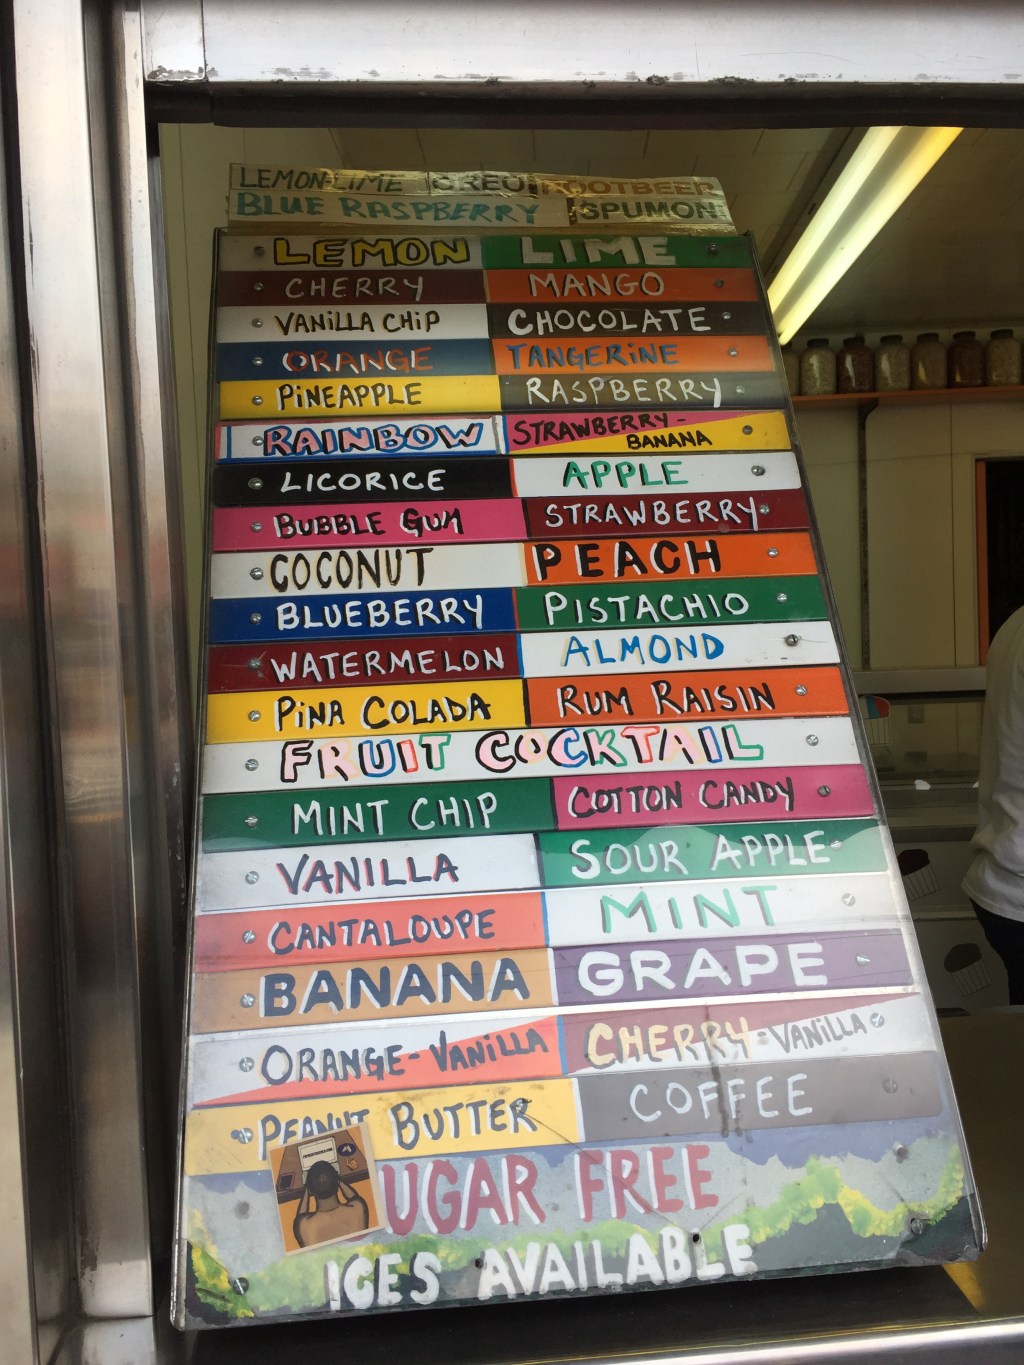 LEMON-LIME OREO ROOTBEER
BLUE RASPBERRY SPUMONI
LEMON LIME
CHERRY MANGO
VANILLA CHIP CHOCOLATE
ORANGE TANGERINE
PINEAPPLE RASPBERRY
RAINBOW STRAWBERRY-
BANANA
LICORICE APPLE
BUBBLE GUM STRAWBERRY
COCONUT PEACH
BLUEBERRY PISTACHIO
WATERMELON ALMOND
PINA COLADA RUM RAISIN
FRUIT COCKTAIL
MINT CHIP COTTON CANDY
VANILLA SOUR APPLE
CANTALOUPE MINT
BANANA GRAPE
ORANGE-VANILLA CHERRY-VANILLA
PEANUT BUTTER COFFEE
UGAR FREE
ICES AVAILABLE